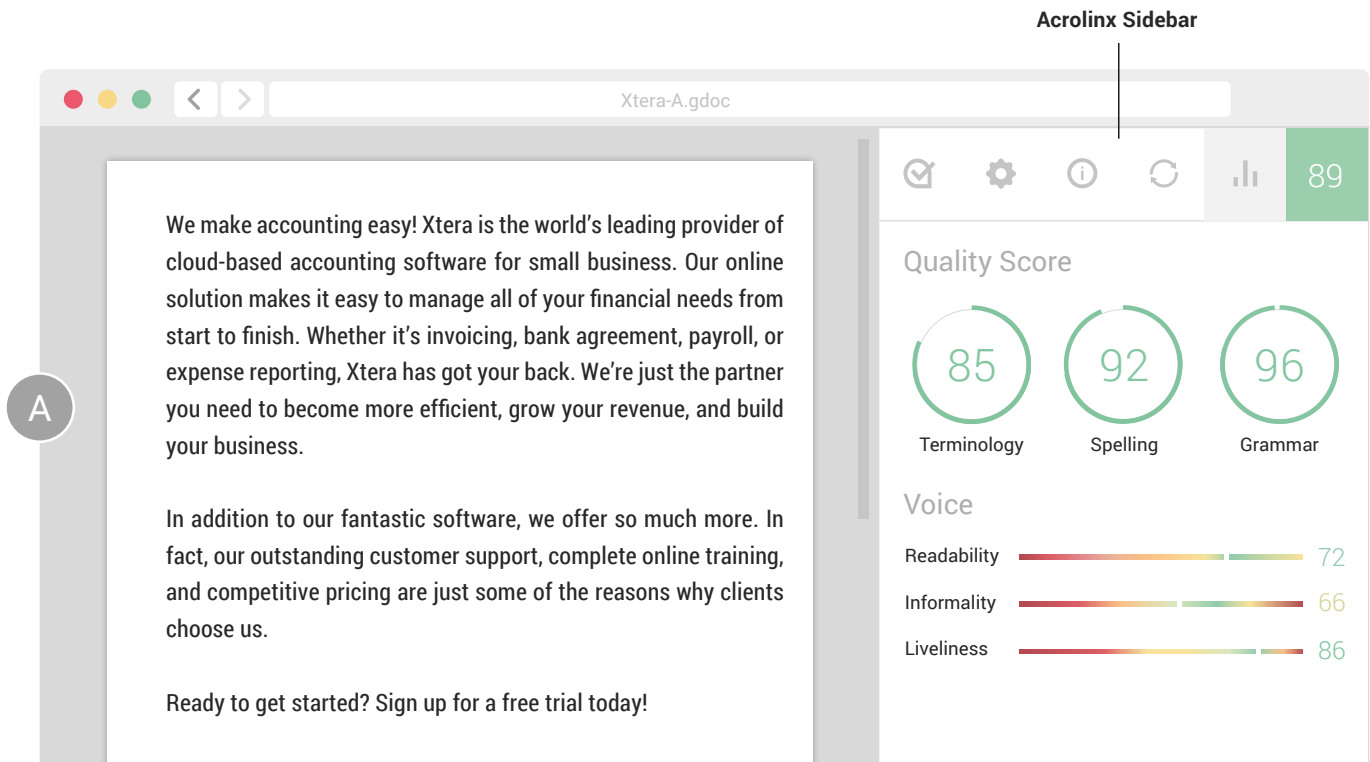 Acrolinx Sidebar
Xtera-A.gdoc
89
We make accounting easy! Xtera is the world’s leading provider of
cloud-based accounting software for small business. Our online
solution makes it easy to manage all of your financial needs from
start to finish. Whether it’s invoicing, bank agreement, payroll, or
expense reporting, Xtera has got your back. We’re just the partner
you need to become more efficient, grow your revenue, and build
your business.
In addition to our fantastic software, we offer so much more. In
fact, our outstanding customer support, complete online training,
and competitive pricing are just some of the reasons why clients
choose us.
Ready to get started? Sign up for a free trial today!
A
Quality Score
85 92 96
Terminology Spelling Grammar
Voice
Readability 72
Informality 66
Liveliness 86